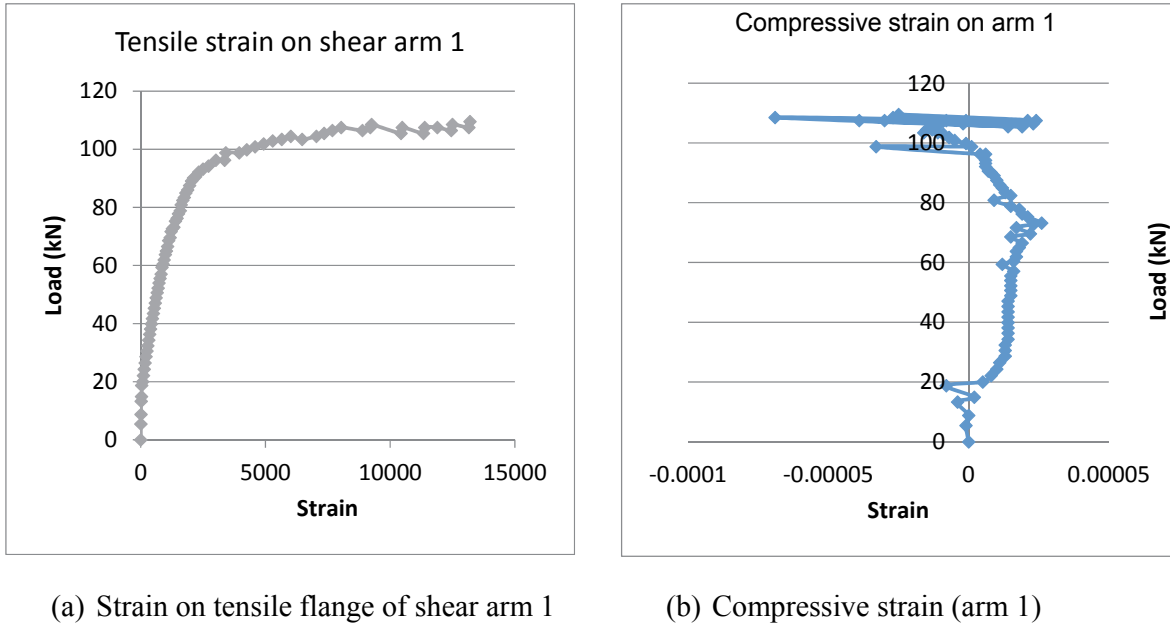 Tensile strain on shear arm 1
120
100
80
60
40
20
0
Load (kN)
0 5000 10000 15000
Strain
Compressive strain on arm 1
120
100
80
60
40
20
0
Load (kN)
-0.0001 -0.00005 0 0.00005
Strain
(a) Strain on tensile flange of shear arm 1
(b) Compressive strain (arm 1)